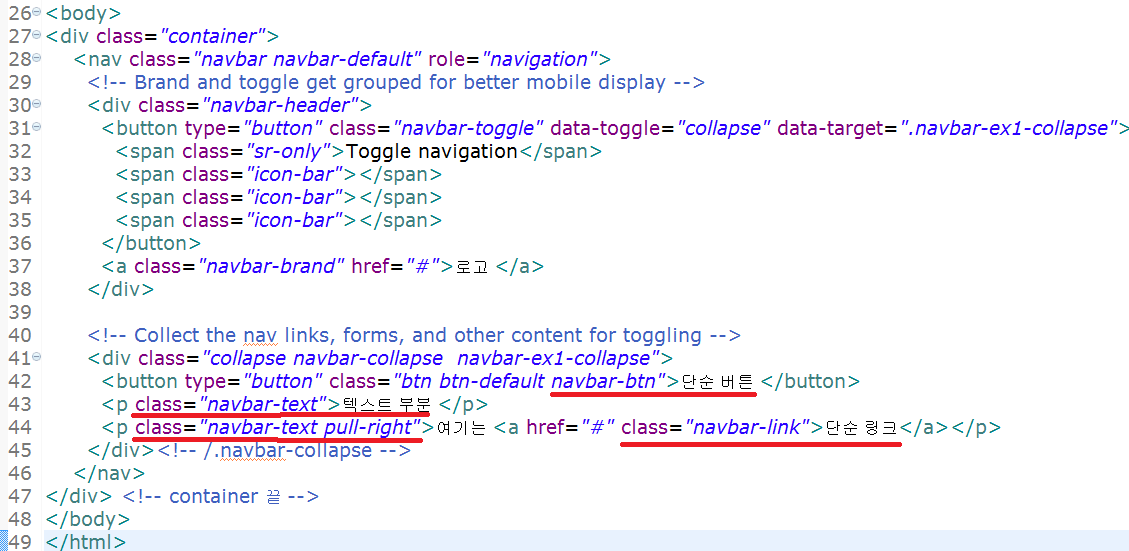 26 <body>
27 <div class="container">
28 <nav class="navbar navbar-default" role="navigation">
29 <!-- Brand and toggle get grouped for better mobile display -->
30 <div class="navbar-header">
31 <button type="button" class="navbar-toggle" data-toggle="collapse" data-target=".navbar-ex1-collapse">
32 <span class="sr-only">Toggle navigation</span>
33 <span class="icon-bar"></span>
34 <span class="icon-bar"></span>
35 <span class="icon-bar"></span>
36 </button>
37 <a class="navbar-brand" href="#">로고 </a>
38 </div>
39
40 <!-- Collect the nav links, forms, and other content for toggling -->
41 <div class="collapse navbar-collapse  navbar-ex1-collapse">
42 <button type="button" class="btn btn-default navbar-btn">단순 버튼 </button>
43 <p class="navbar-text">텍스트 부분 </p>
44 <p class="navbar-text pull-right">여기는 <a href="#" class="navbar-link">단순 링크</a></p>
45 </div><!-- /.navbar-collapse -->
46 </nav>
47 </div> <!-- container 끝 -->
48 </body>
49 </html>